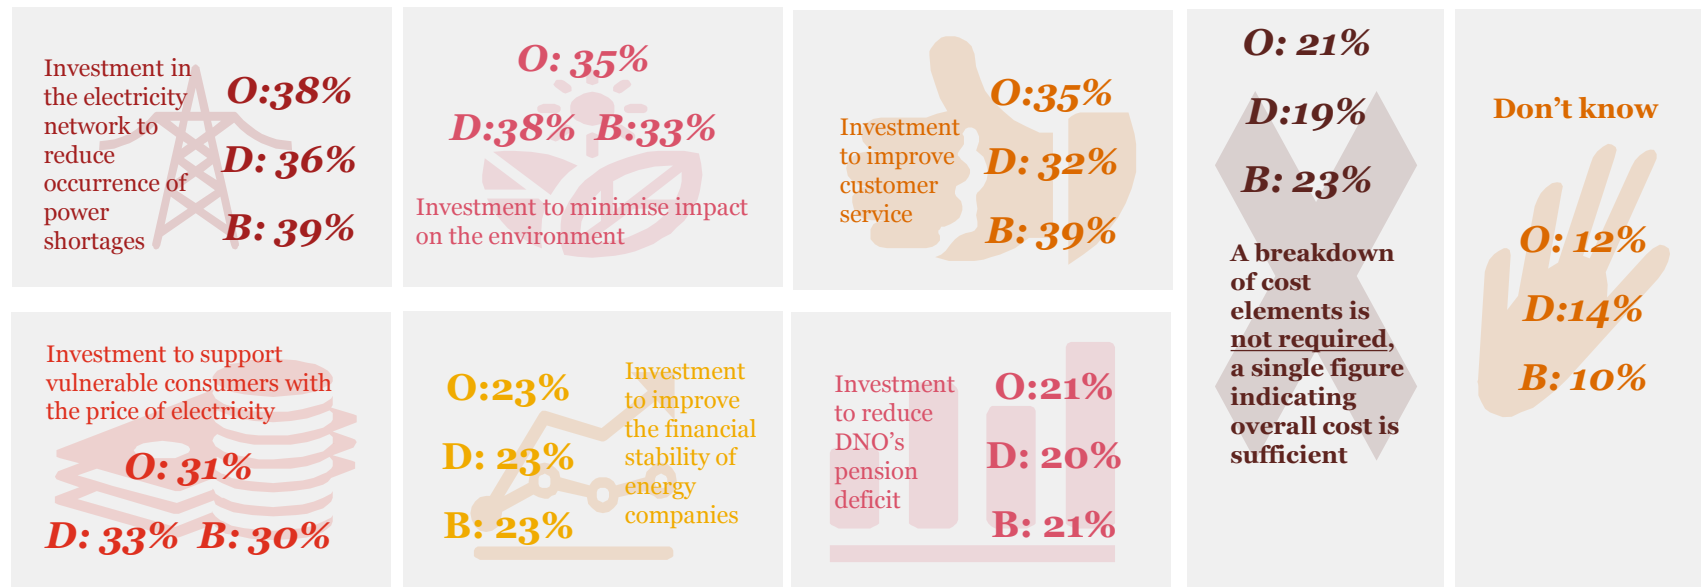 Investment in
the electricity
network to
reduce
occurrence of
power
shortages
O:38%
D: 36%
B: 39%
O: 35%
D:38% B:33%
Investment to minimise impact
on the environment
Investment
to improve
customer
service
O:35%
D: 32%
B: 39%
O: 21%
D:19%
B: 23%
A breakdown
of cost
elements is
not required,
a single figure
indicating
overall cost is
sufficient
Don’t know
O: 12%
D:14%
B: 10%
Investment to support
vulnerable consumers with
the price of electricity
O: 31%
D: 33% B: 30%
O:23%
D: 23%
B: 23%
Investment
to improve
the financial
stability of
energy
companies
Investment
to reduce
DNO’s
pension
deficit
O:21%
D: 20%
B: 21%